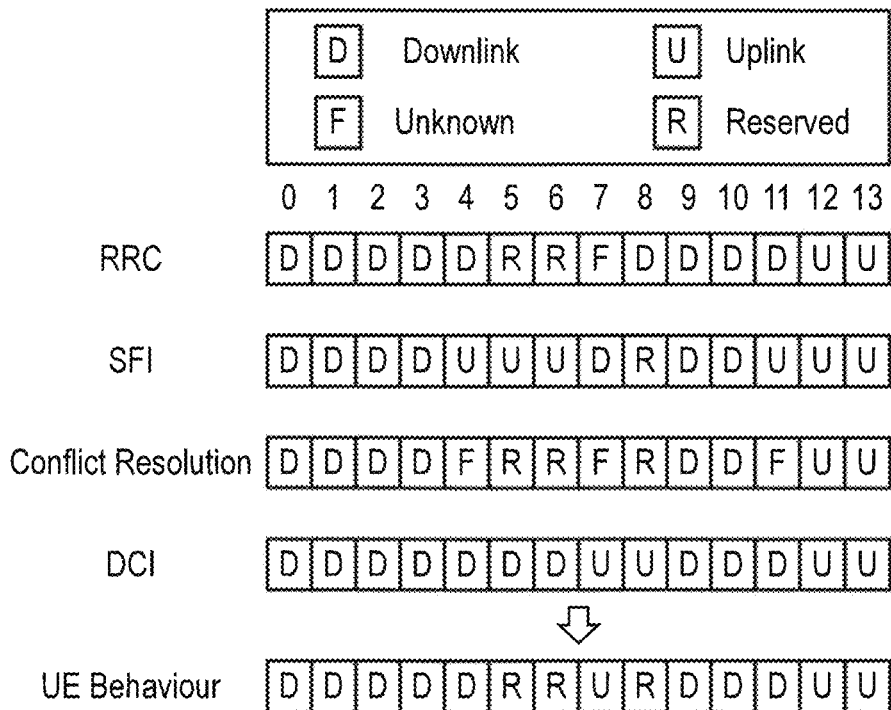 D Downlink U Uplink
F Unknown R Reserved
0 1 2 3 4 5 6 7 8 9 10 11 12 13
RRC D D D D D R R F D D D D U U
SFI D D D D U U U D R D D U U U
Conflict Resolution D D D D F R R F R D D F U U
DCI D D D D D D D U U D D D U U
UE Behaviour D D D D D R R U R D D D U U